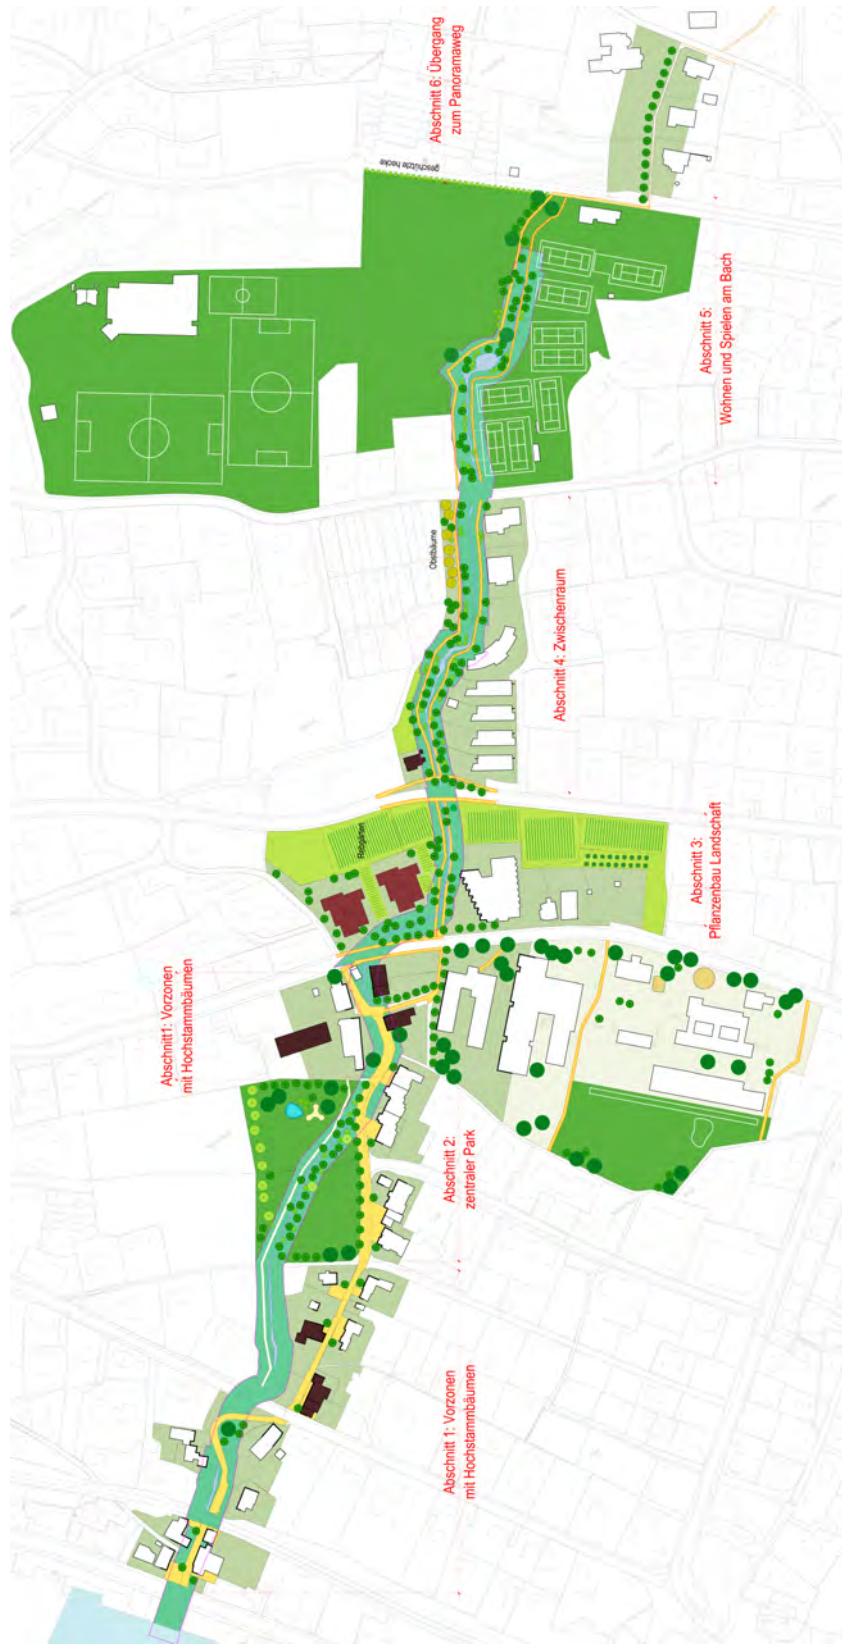 Abschnitt 6: Übergang
zum Panoramaweg
geschützte hecke
Abschnitt 5:
Wohnen und Spielen am Bach
Obstbäume
Abschnitt 4: Zwischenraum
Rebgärten
Abschnitt 3:
Pflanzenbau Landschaft
Abschnitt1: Vorzonen
mit Hochstammbäumen
Abschnitt 2:
zentraler Park
Abschnitt 1: Vorzonen
mit Hochstammbäumen